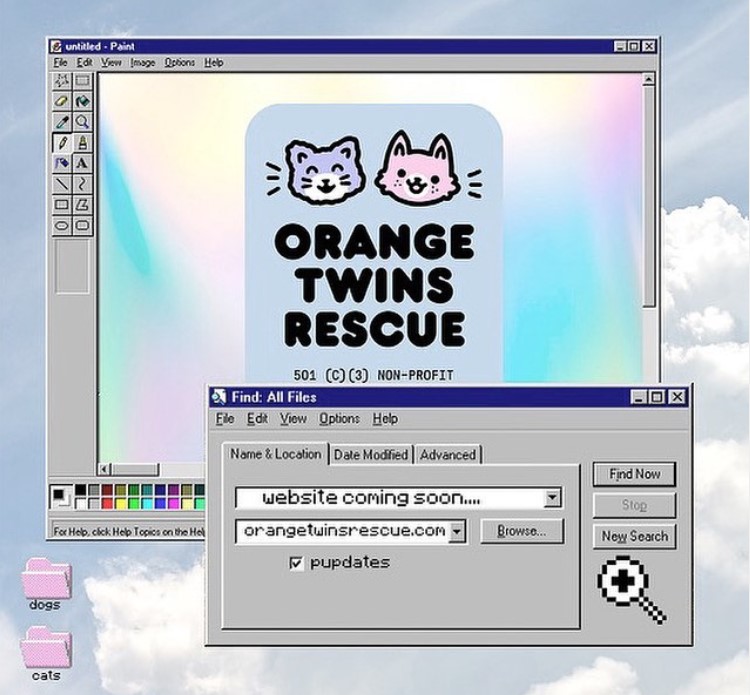 untitled - Paint
File Edit View Image Options Help
A
ORANGE
TWINS
RESCUE
501 (C)(3) NON-PROFIT
For Help, click Help Topics on the Hel
Find: All Files
File Edit View Options Help
Name & Location Date Modified Advanced
website coming soon....
orangetwinsrescue.com
Browse...
pupdates
Find Now
Stop
New Search
dogs
cats